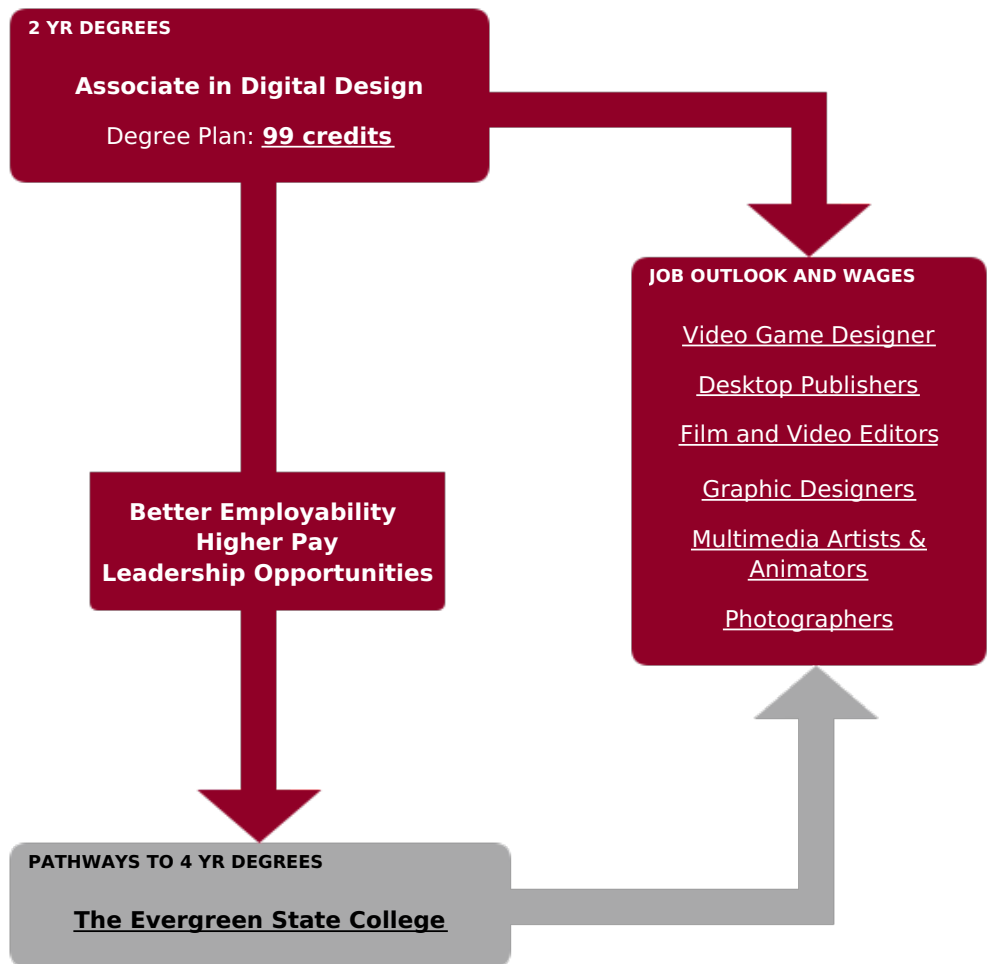 2 YR DEGREES
Associate in Digital Design
Degree Plan: 99 credits
JOB OUTLOOK AND WAGES
Video Game Designer
Desktop Publishers
Film and Video Editors
Graphic Designers
Multimedia Artists &
Animators
Photographers
Better Employability
Higher Pay
Leadership Opportunities
PATHWAYS TO 4 YR DEGREES
The Evergreen State College